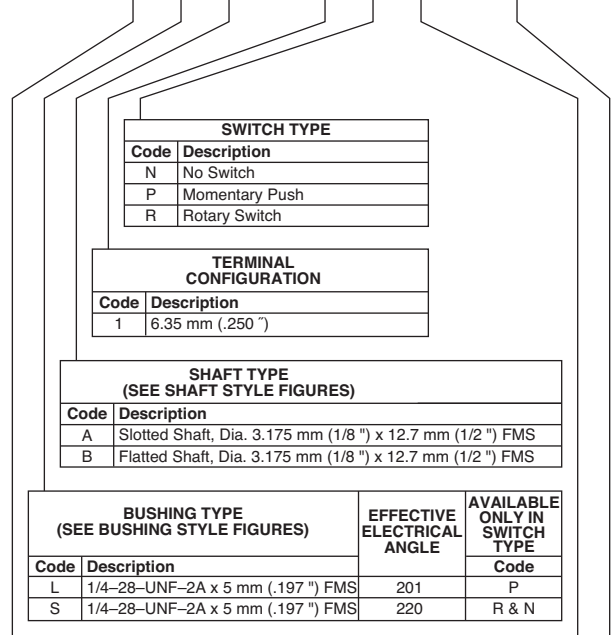 SWITCH TYPE
Code Description
N No Switch
P Momentary Push
R Rotary Switch
TERMINAL
CONFIGURATION
Code Description
1 6.35 mm (.250 ˝)
SHAFT TYPE
(SEE SHAFT STYLE FIGURES)
Code Description
A Slotted Shaft, Dia. 3.175 mm (1/8 ") x 12.7 mm (1/2 ") FMS
B Flatted Shaft, Dia. 3.175 mm (1/8 ") x 12.7 mm (1/2 ") FMS
BUSHING TYPE
(SEE BUSHING STYLE FIGURES)
EFFECTIVE
ELECTRICAL
ANGLE
AVAILABLE
ONLY IN
SWITCH
TYPE
Code Description Code
L 1/4–28–UNF–2A x 5 mm (.197 ") FMS 201 P
S 1/4–28–UNF–2A x 5 mm (.197 ") FMS 220 R & N